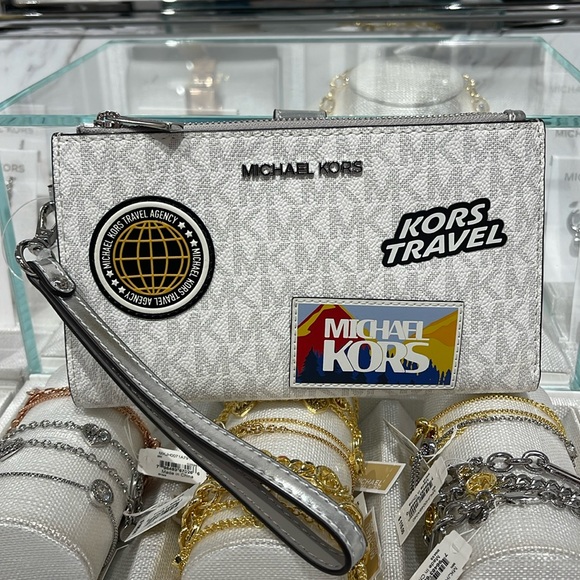 MICHAEL KORS
MICHAEL KORS TRAVEL AGENCY
MICHAEL KORS TRAVEL AGENCY
KORS
TRAVEL
MICHAEL
KORS